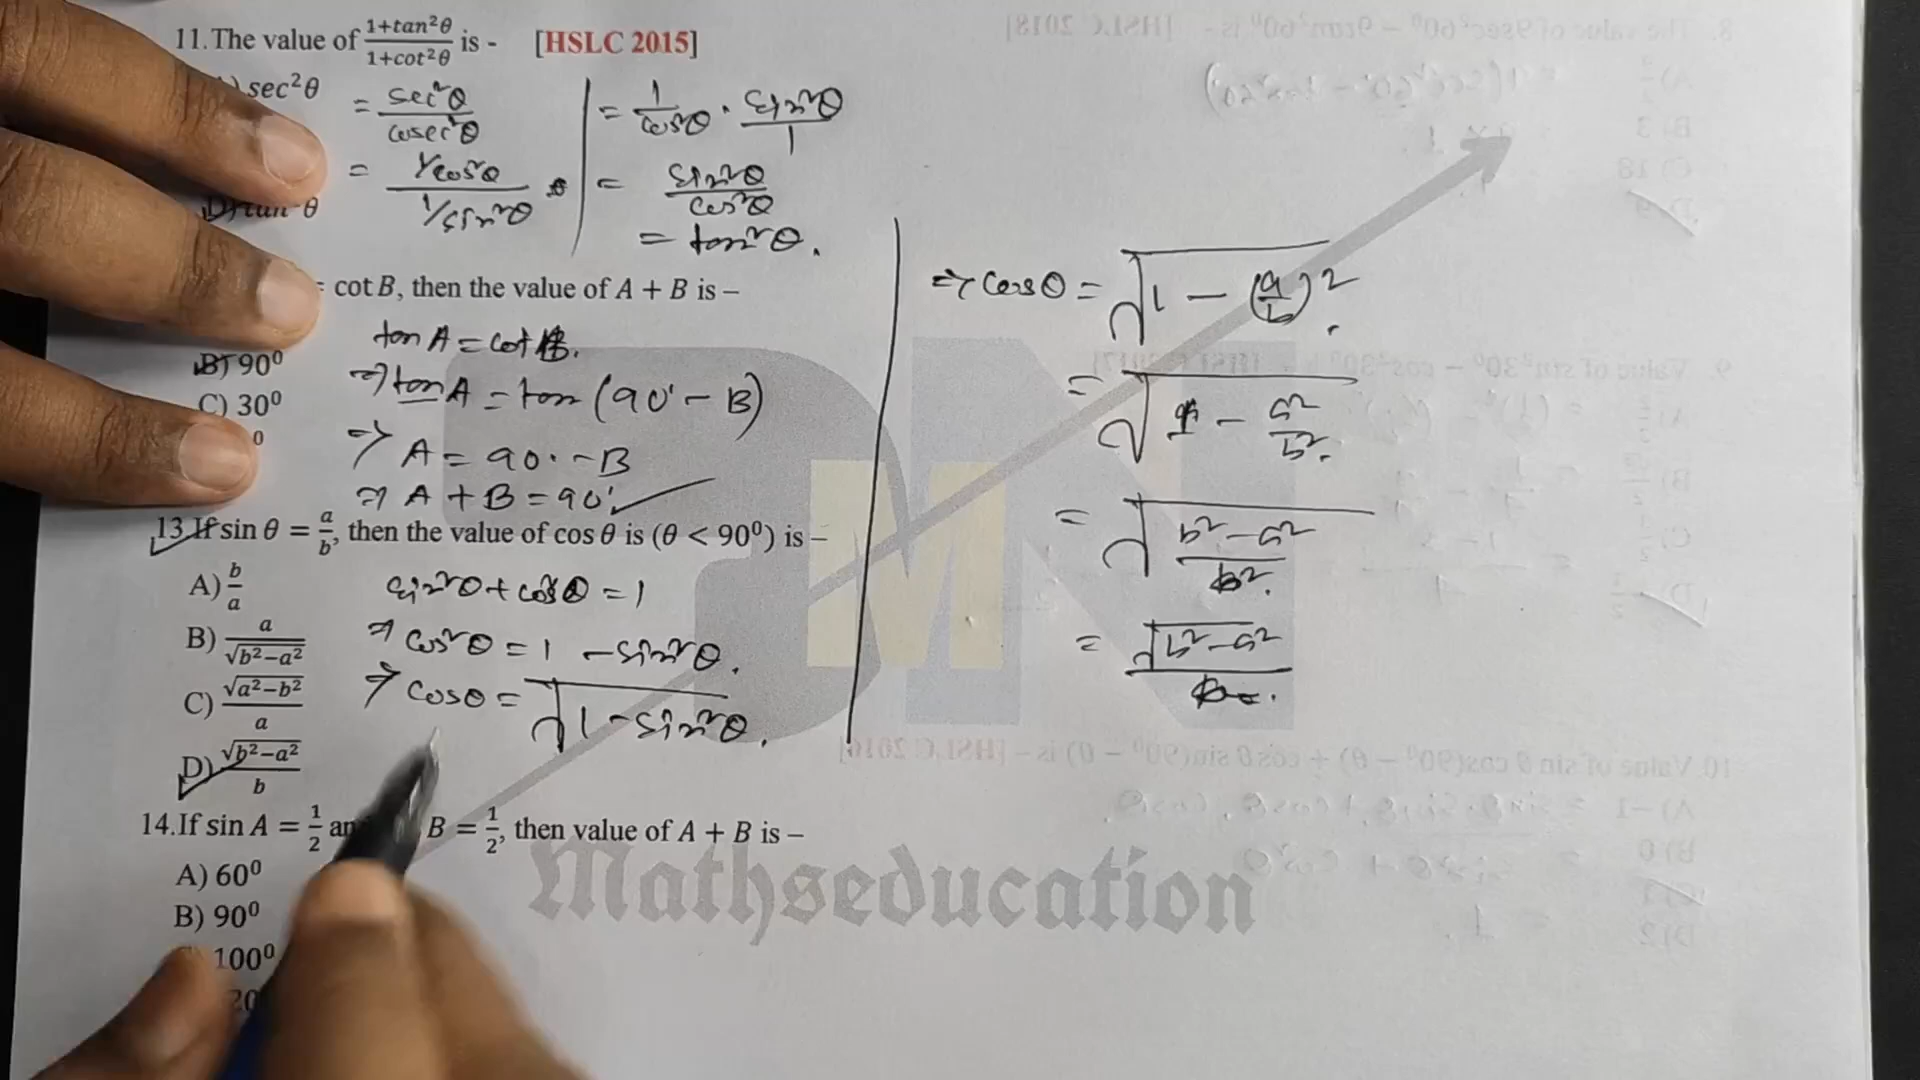 11.The value of (1+tan²θ)/(1+cot²θ) is - [HSLC 2015]
sec²θ
= sec²θ/cosec²θ
= 1/cos²θ / 1/sin²θ
= 1/cos²θ · sin²θ/1
= sin²θ/cos²θ
= tan²θ.
D) tan²θ
= cot B, then the value of A + B is –
tan A = cot B.
⇒ tan A = tan (90° − B)
⇒ A = 90° − B
⇒ A + B = 90°
B) 90⁰
C) 30⁰
13.If sin θ = a/b, then the value of cos θ is (θ < 90⁰) is –
A) b/a
B) a/√b²−a²
C) √a²−b²/a
D) √b²−a²/b
sin²θ + cos²θ = 1
⇒ cos²θ = 1 − sin²θ.
⇒ cosθ = √1 − sin²θ.
⇒ cosθ = √1 − (a/b)².
= √1 − a²/b².
= √b²−a²/b².
= √b²−a²/b.
14.If sin A = 1/2 and B = 1/2, then value of A + B is –
A) 60⁰
B) 90⁰
100⁰
Mathseducation